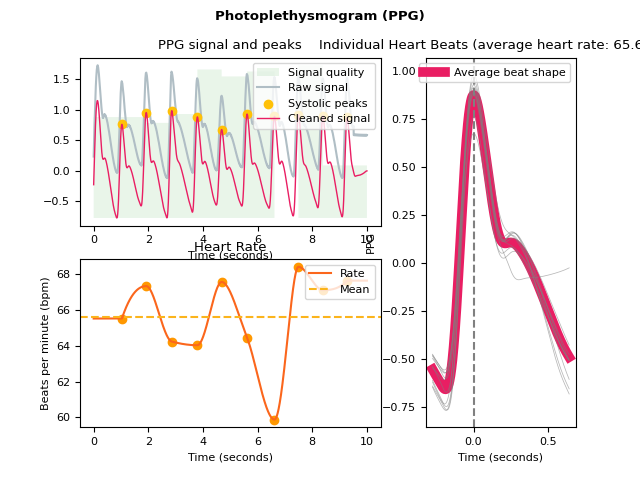 Photoplethysmogram (PPG)
PPG signal and peaks
Individual Heart Beats (average heart rate: 65.6
1.5
1.0
0.5
0.0
−0.5
Signal quality
Raw signal
Systolic peaks
Cleaned signal
0
2
4
6
8
10
Time (seconds)
Heart Rate
68
66
64
62
60
Beats per minute (bpm)
Rate
Mean
0
2
4
6
8
10
Time (seconds)
PPG
1.00
0.75
0.50
0.25
0.00
−0.25
−0.50
−0.75
Average beat shape
0.0
0.5
Time (seconds)